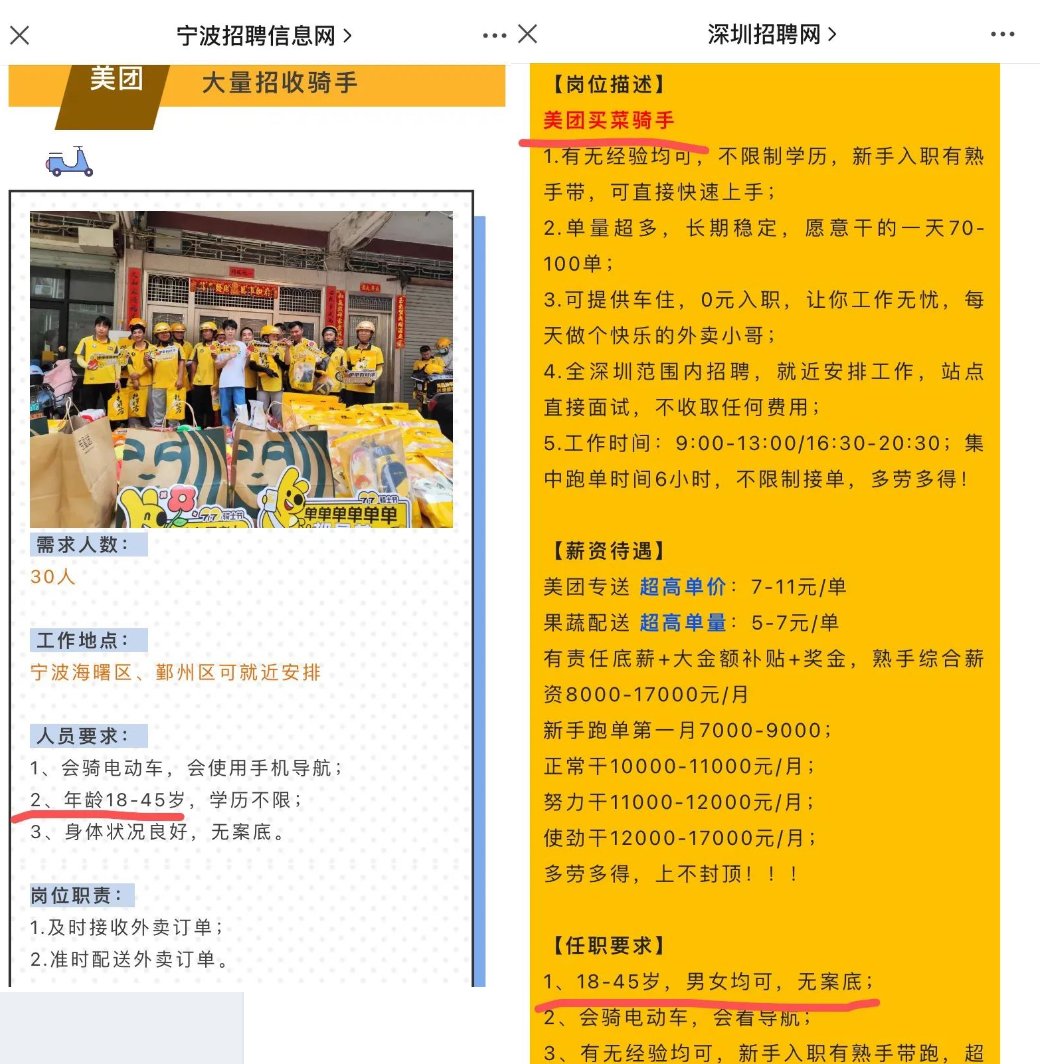 宁波招聘信息网
美团
大量招收骑手
单单单单单单
需求人数：
30人
工作地点：
宁波海曙区、鄞州区可就近安排
人员要求：
1、会骑电动车，会使用手机导航；
2、年龄18-45岁，学历不限；
3、身体状况良好，无案底。
岗位职责：
1.及时接收外卖订单；
2.准时配送外卖订单。
深圳招聘网
【岗位描述】
美团买菜骑手
1.有无经验均可，不限制学历，新手入职有熟
手带，可直接快速上手；
2.单量超多，长期稳定，愿意干的一天70-
100单；
3.可提供车住，0元入职，让你工作无忧，每
天做个快乐的外卖小哥；
4.全深圳范围内招聘，就近安排工作，站点
直接面试，不收取任何费用；
5.工作时间：9:00-13:00/16:30-20:30；集
中跑单时间6小时，不限制接单，多劳多得！
【薪资待遇】
美团专送 超高单价：7-11元/单
果蔬配送 超高单量：5-7元/单
有责任底薪+大金额补贴+奖金，熟手综合薪
资8000-17000元/月
新手跑单第一月7000-9000；
正常干10000-11000元/月；
努力干11000-12000元/月；
使劲干12000-17000元/月；
多劳多得，上不封顶！！！
【任职要求】
1、18-45岁，男女均可，无案底；
2、会骑电动车，会看导航；
3、有无经验均可，新手入职有熟手带跑，超